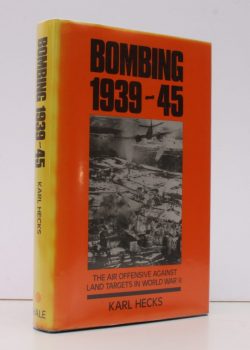 BOMBING
1939-45
THE AIR OFFENSIVE AGAINST
LAND TARGETS IN WORLD WAR II
KARL HECKS
BOMBING 1939-45
KARL HECKS
HALE